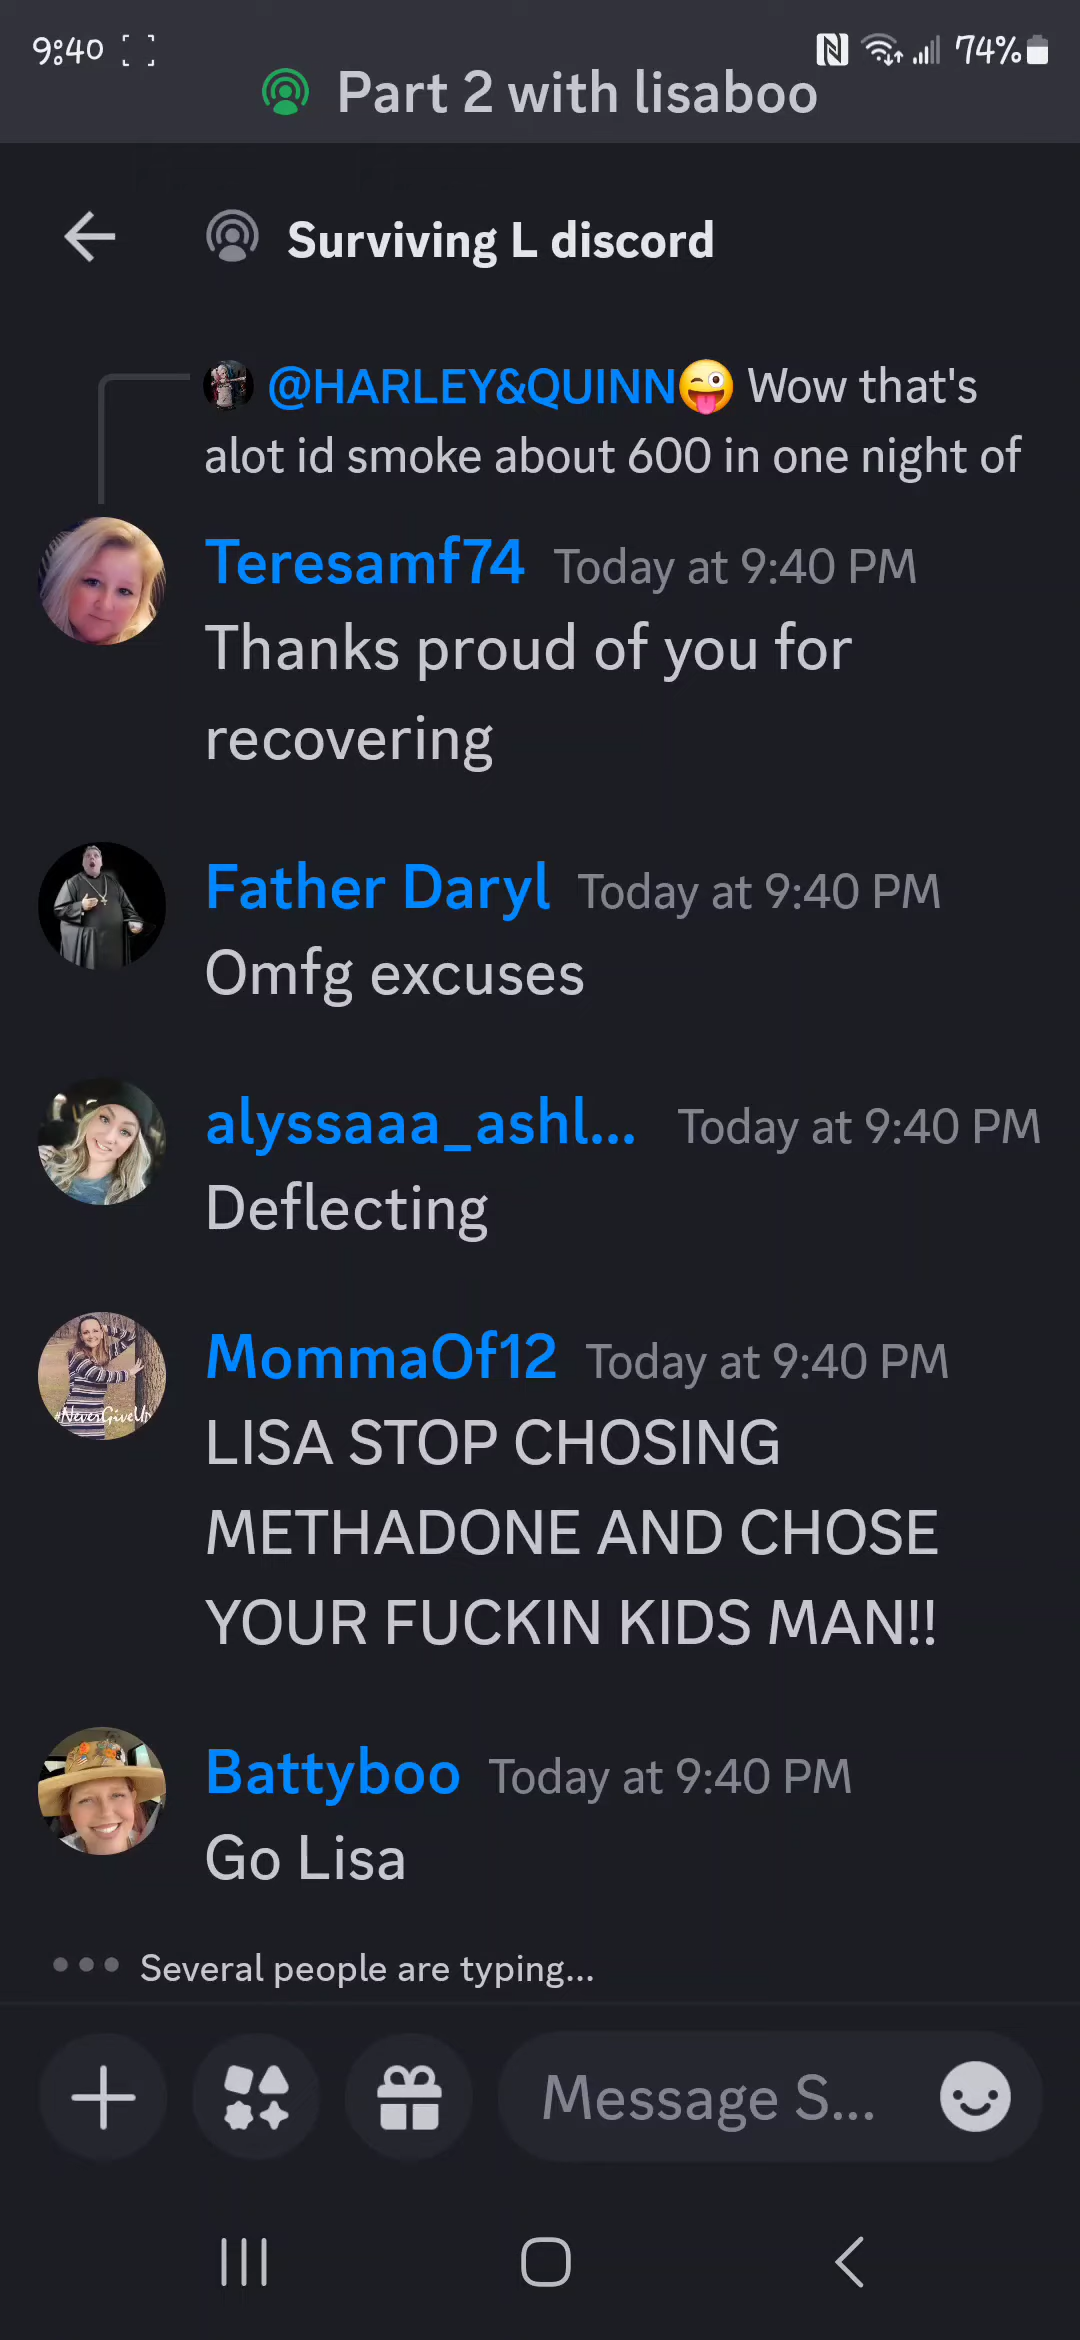 9:40 74%
Part 2 with lisaboo
Surviving L discord
@HARLEY&QUINN😜 Wow that's
alot id smoke about 600 in one night of
Teresamf74 Today at 9:40 PM
Thanks proud of you for
recovering
Father Daryl Today at 9:40 PM
Omfg excuses
alyssaaa_ashl... Today at 9:40 PM
Deflecting
MommaOf12 Today at 9:40 PM
#NeverGiveUp
LISA STOP CHOSING
METHADONE AND CHOSE
YOUR FUCKIN KIDS MAN!!
Battyboo Today at 9:40 PM
Go Lisa
Several people are typing...
Message S...